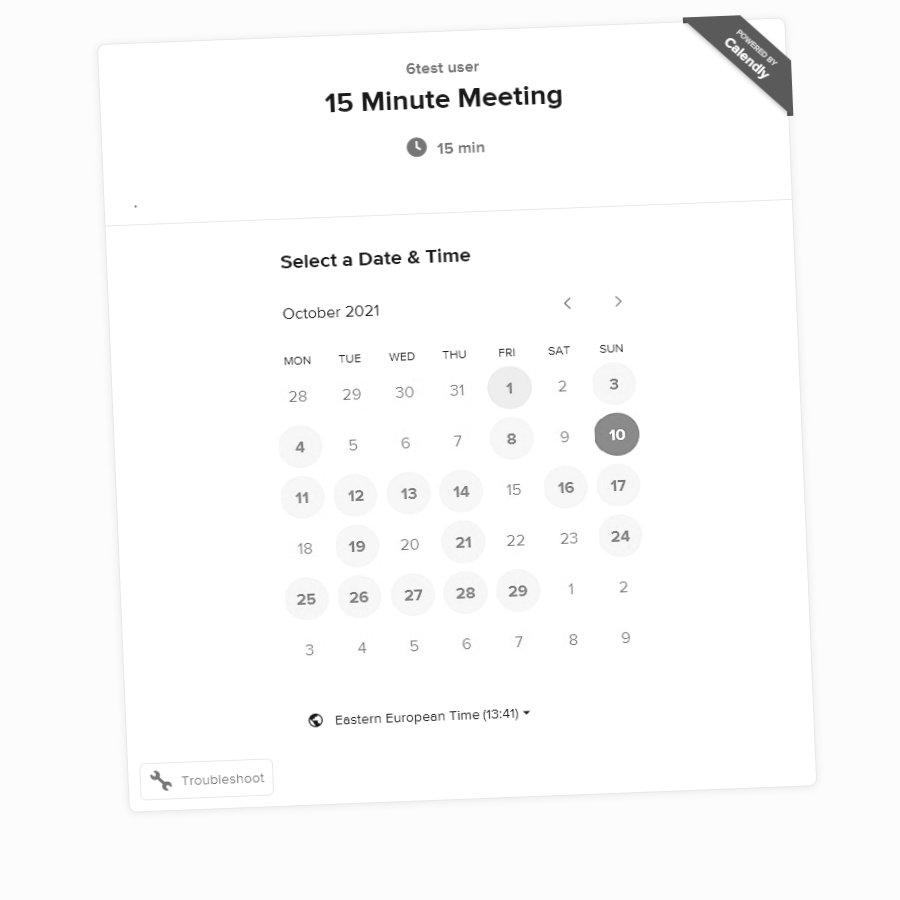 POWERED BY
Calendly
6test user
15 Minute Meeting
15 min
.
Select a Date & Time
October 2021
MON TUE WED THU FRI SAT SUN
28 29 30 31 1 2 3
4 5 6 7 8 9 10
11 12 13 14 15 16 17
18 19 20 21 22 23 24
25 26 27 28 29 1 2
3 4 5 6 7 8 9
Eastern European Time (13:41)
Troubleshoot